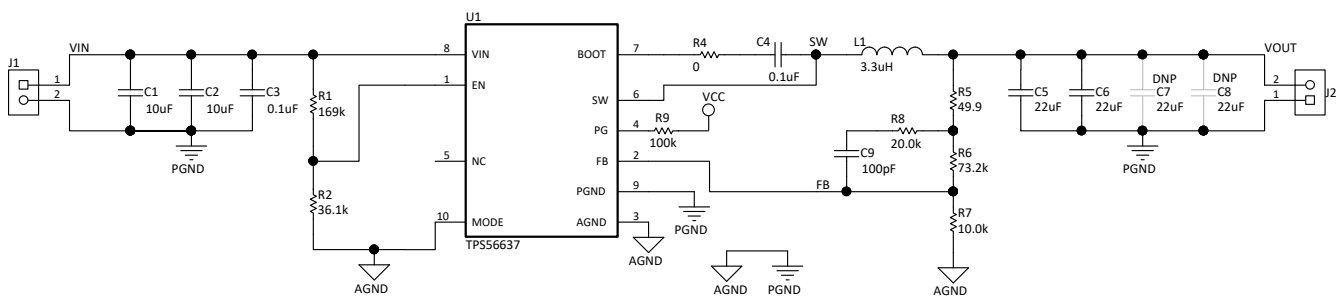 U1
VIN
8
VIN
BOOT
7
R4
0
C4
0.1uF
SW
L1
3.3uH
VOUT
J1
1
2
C1
10uF
C2
10uF
C3
0.1uF
R1
169k
1
EN
SW
6
VCC
R5
49.9
C5
22uF
C6
22uF
DNP
C7
22uF
DNP
C8
22uF
2
1
J2
PG
4
R9
100k
R8
20.0k
PGND
PGND
5
NC
FB
2
C9
100pF
R6
73.2k
R2
36.1k
PGND
9
FB
PGND
R7
10.0k
10
MODE
AGND
3
TPS56637
AGND
AGND
AGND
PGND
AGND